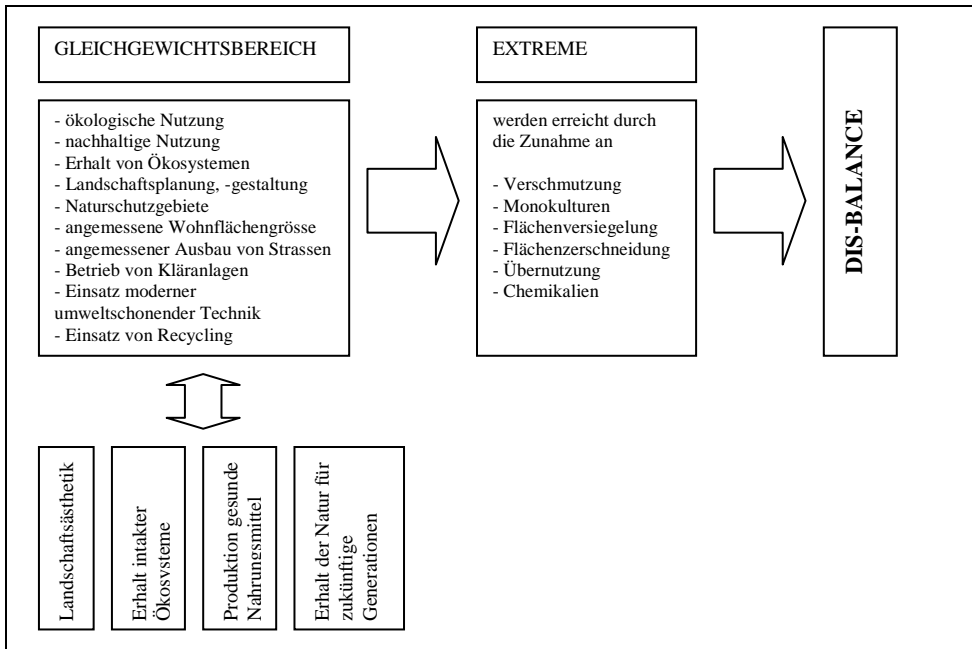 GLEICHGEWICHTSBEREICH
- ökologische Nutzung
- nachhaltige Nutzung
- Erhalt von Ökosystemen
- Landschaftsplanung, -gestaltung
- Naturschutzgebiete
- angemessene Wohnflächengrösse
- angemessener Ausbau von Strassen
- Betrieb von Kläranlagen
- Einsatz moderner
umweltschonender Technik
- Einsatz von Recycling
EXTREME
werden erreicht durch
die Zunahme an
- Verschmutzung
- Monokulturen
- Flächenversiegelung
- Flächenzerschneidung
- Übernutzung
- Chemikalien
DIS-BALANCE
Landschaftsästhetik
Erhalt intakter
Ökosysteme
Produktion gesunde
Nahrungsmittel
Erhalt der Natur für
zukünftige
Generationen